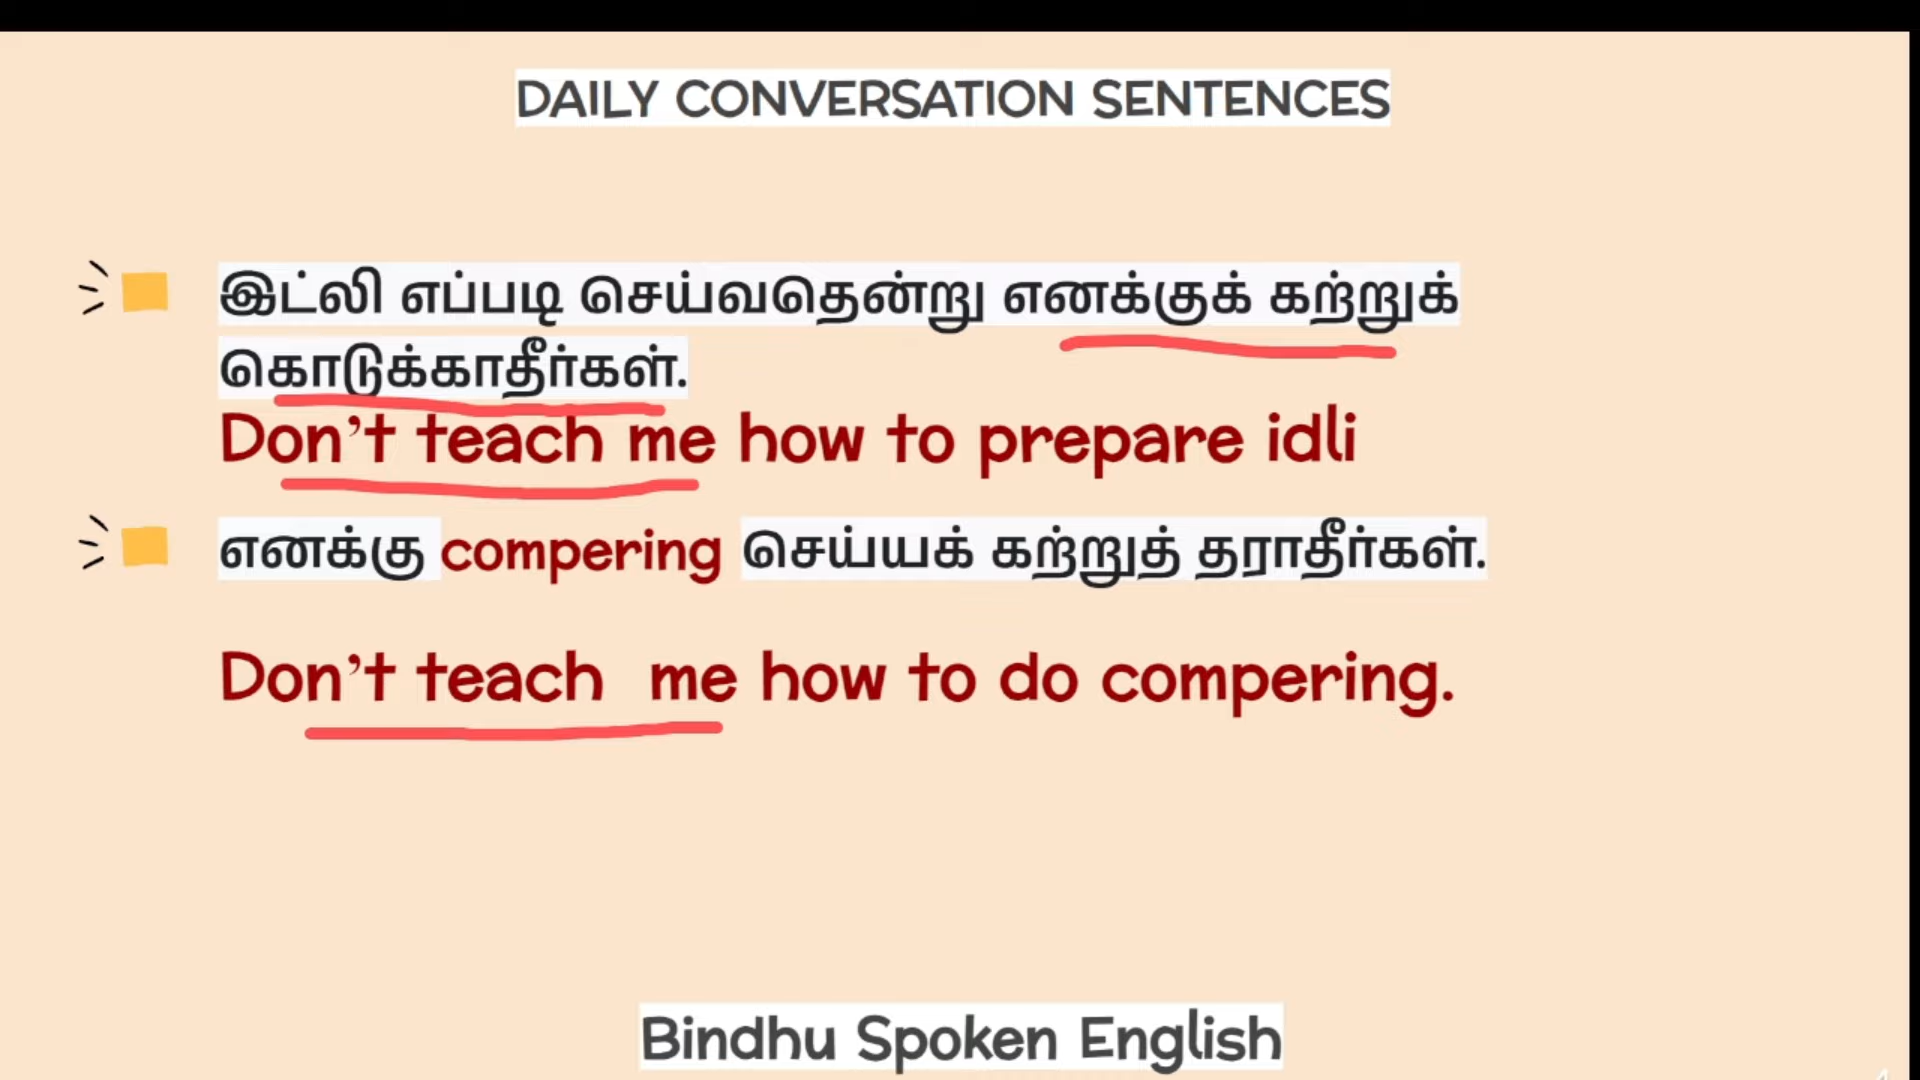 DAILY CONVERSATION SENTENCES
இட்லி எப்படி செய்வதென்று எனக்குக் கற்றுக்
கொடுக்காதீர்கள்.
Don’t teach me how to prepare idli
எனக்கு compering செய்யக் கற்றுத் தராதீர்கள்.
Don’t teach me how to do compering.
Bindhu Spoken English